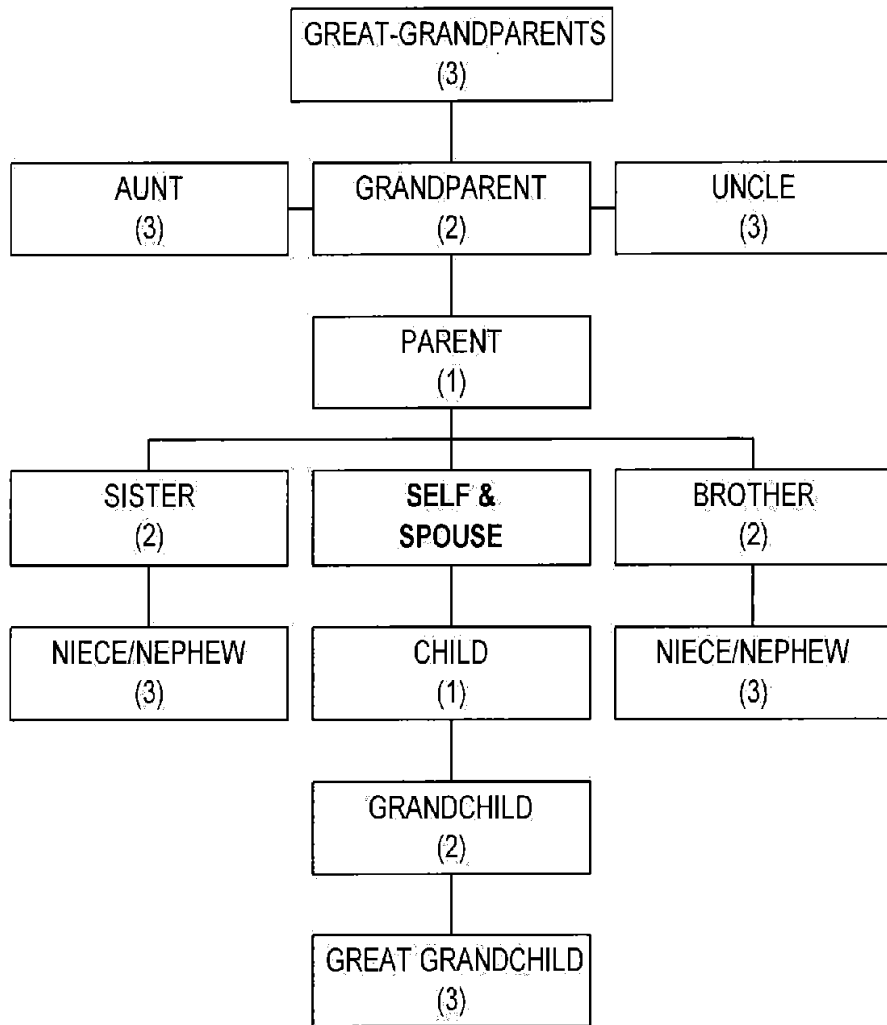 GREAT-GRANDPARENTS
(3)
AUNT
(3)
GRANDPARENT
(2)
UNCLE
(3)
PARENT
(1)
SISTER
(2)
SELF &
SPOUSE
BROTHER
(2)
NIECE/NEPHEW
(3)
CHILD
(1)
NIECE/NEPHEW
(3)
GRANDCHILD
(2)
GREAT GRANDCHILD
(3)